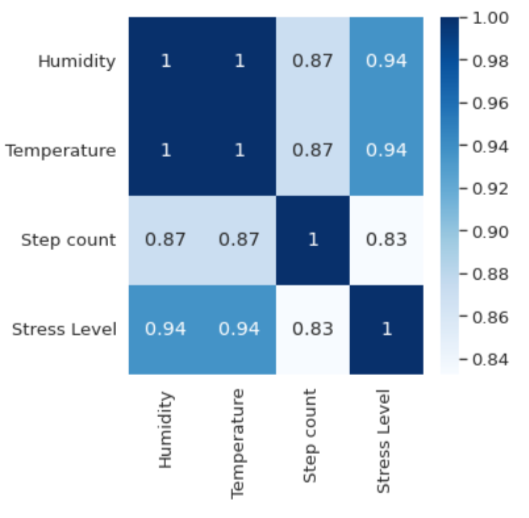 Humidity 1 1 0.87 0.94
Temperature 1 1 0.87 0.94
Step count 0.87 0.87 1 0.83
Stress Level 0.94 0.94 0.83 1
Humidity
Temperature
Step count
Stress Level
1.00
0.98
0.96
0.94
0.92
0.90
0.88
0.86
0.84